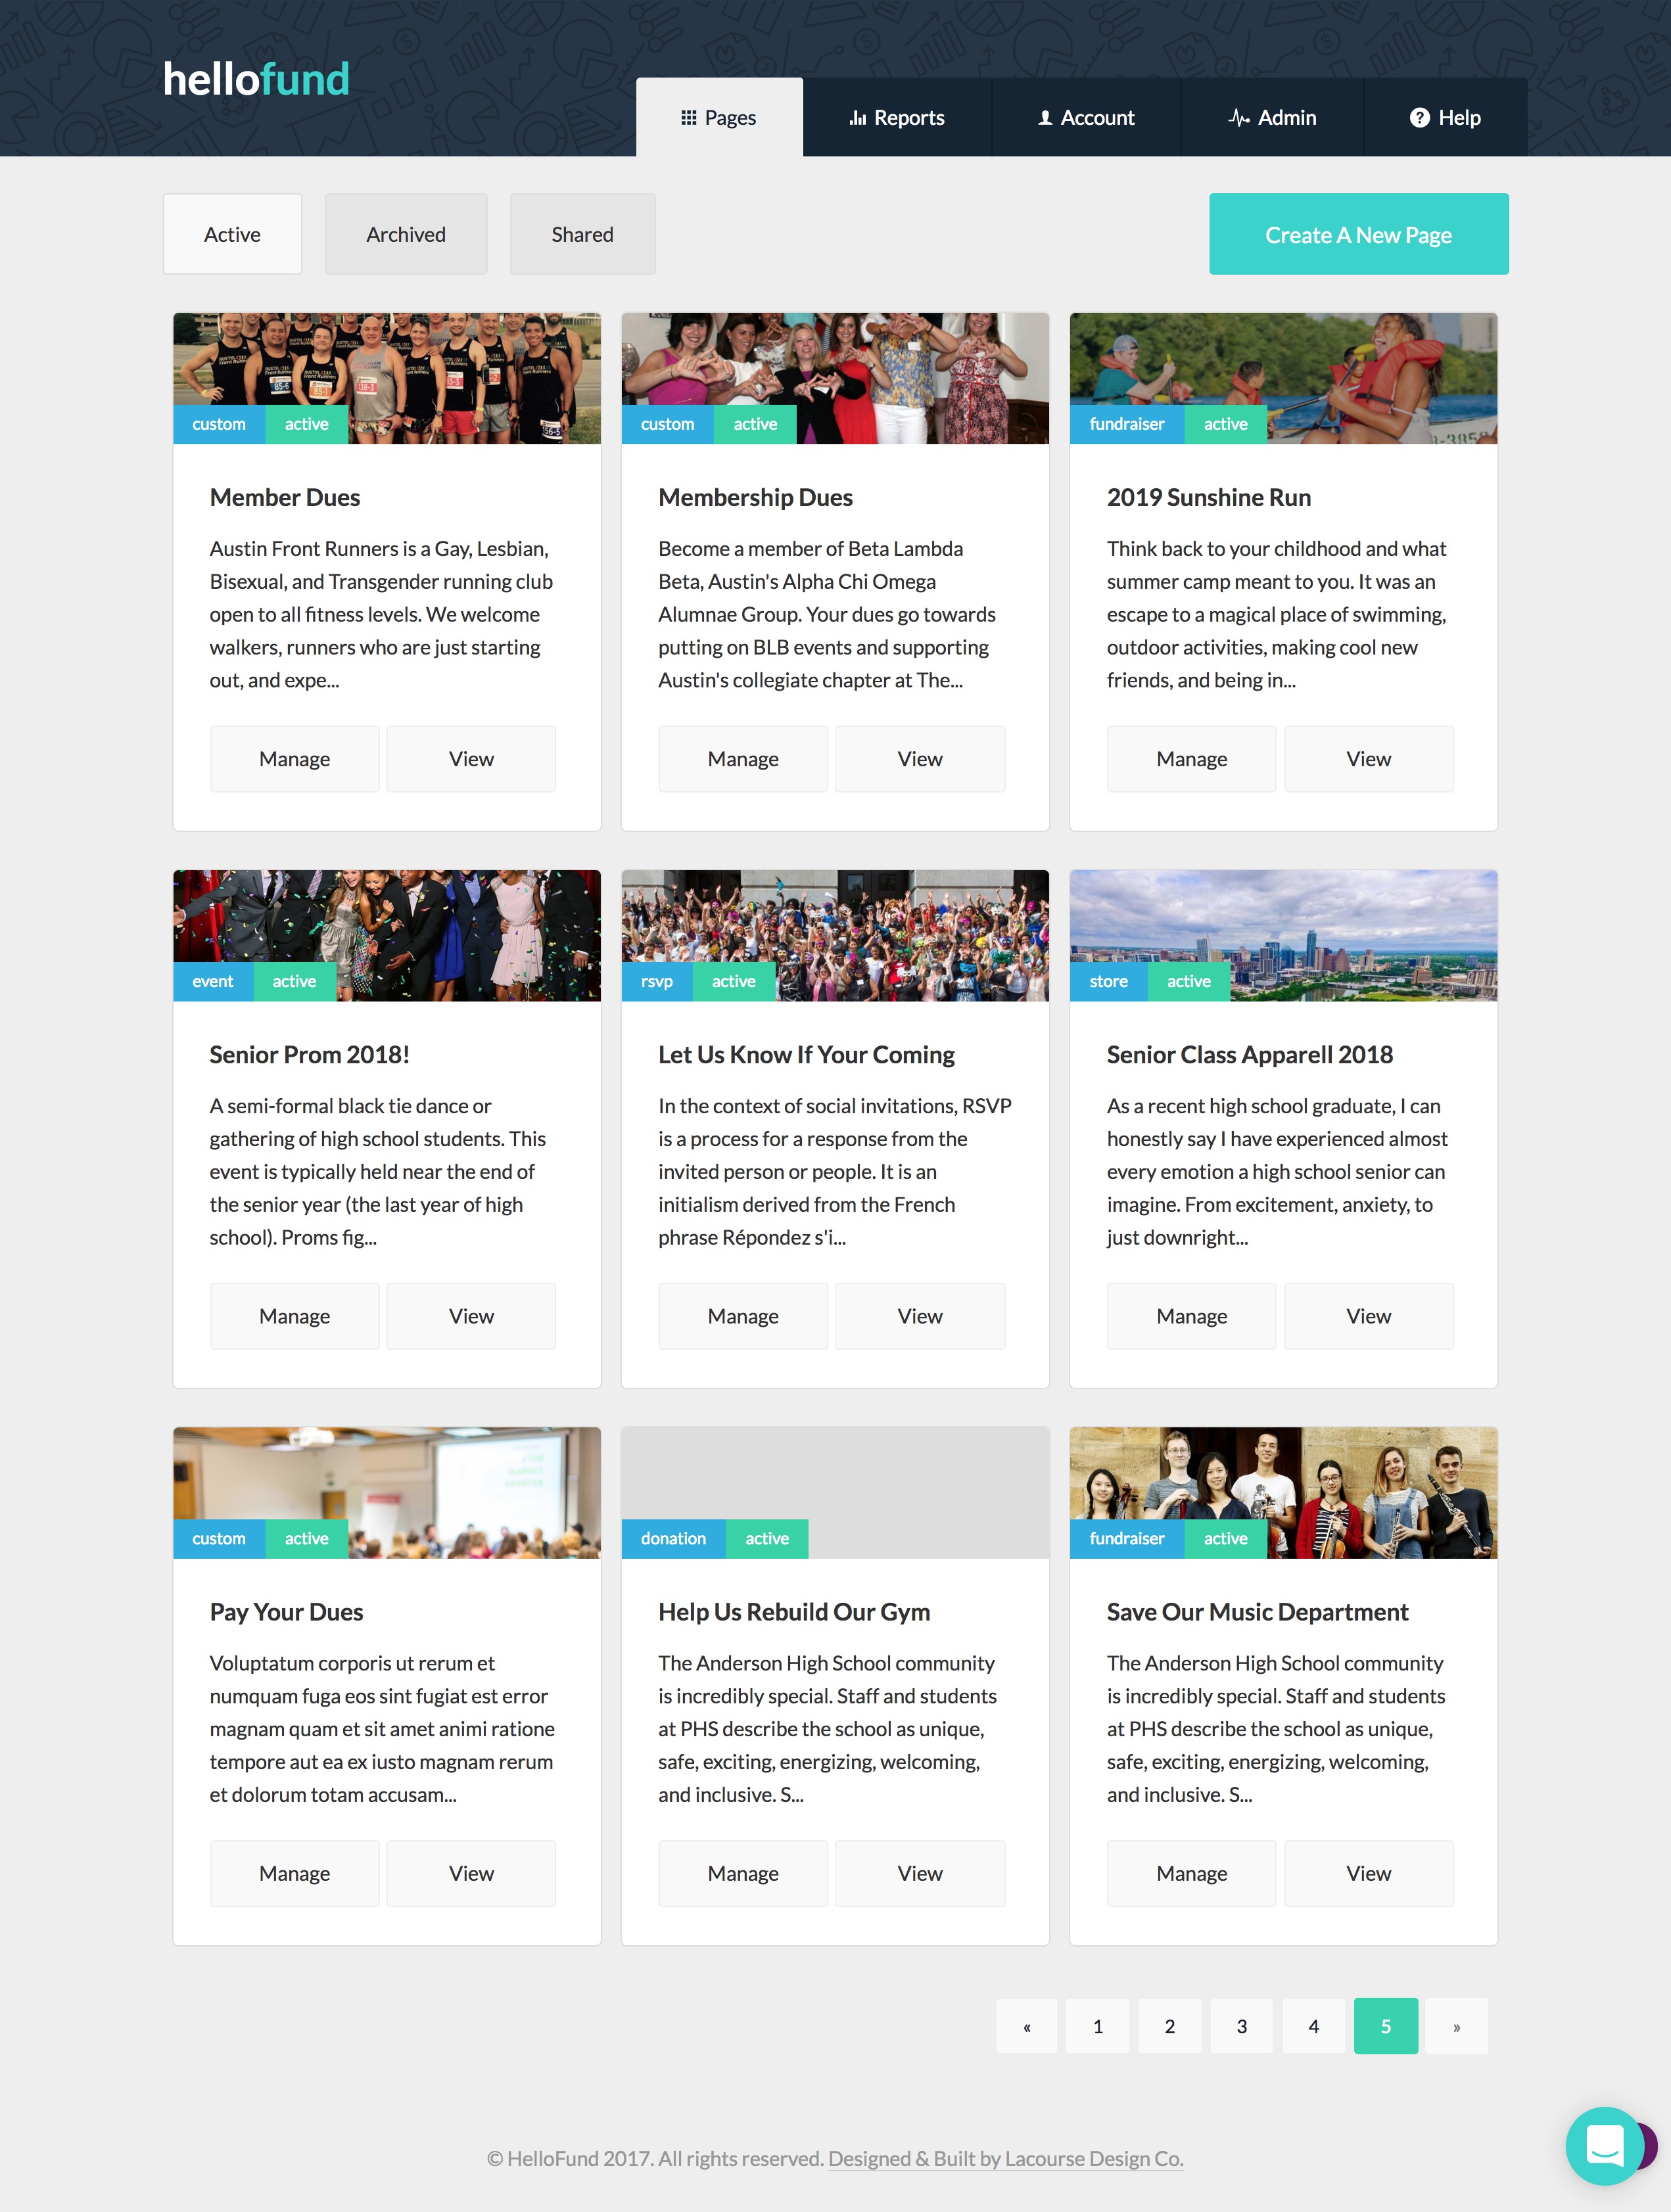 hellofund
Pages
Reports
Account
Admin
Help
Active
Archived
Shared
Create A New Page
custom
active
Member Dues
Austin Front Runners is a Gay, Lesbian,
Bisexual, and Transgender running club
open to all fitness levels. We welcome
walkers, runners who are just starting
out, and expe...
Manage
View
custom
active
Membership Dues
Become a member of Beta Lambda
Beta, Austin's Alpha Chi Omega
Alumnae Group. Your dues go towards
putting on BLB events and supporting
Austin's collegiate chapter at The...
Manage
View
fundraiser
active
2019 Sunshine Run
Think back to your childhood and what
summer camp meant to you. It was an
escape to a magical place of swimming,
outdoor activities, making cool new
friends, and being in...
Manage
View
event
active
Senior Prom 2018!
A semi-formal black tie dance or
gathering of high school students. This
event is typically held near the end of
the senior year (the last year of high
school). Proms fig...
Manage
View
rsvp
active
Let Us Know If Your Coming
In the context of social invitations, RSVP
is a process for a response from the
invited person or people. It is an
initialism derived from the French
phrase Répondez s'i...
Manage
View
store
active
Senior Class Apparell 2018
As a recent high school graduate, I can
honestly say I have experienced almost
every emotion a high school senior can
imagine. From excitement, anxiety, to
just downright...
Manage
View
custom
active
Pay Your Dues
Voluptatum corporis ut rerum et
numquam fuga eos sint fugiat est error
magnam quam et sit amet animi ratione
tempore aut ea ex iusto magnam rerum
et dolorum totam accusam...
Manage
View
donation
active
Help Us Rebuild Our Gym
The Anderson High School community
is incredibly special. Staff and students
at PHS describe the school as unique,
safe, exciting, energizing, welcoming,
and inclusive. S...
Manage
View
fundraiser
active
Save Our Music Department
The Anderson High School community
is incredibly special. Staff and students
at PHS describe the school as unique,
safe, exciting, energizing, welcoming,
and inclusive. S...
Manage
View
« 1 2 3 4 5 »
© HelloFund 2017. All rights reserved. Designed & Built by Lacourse Design Co.